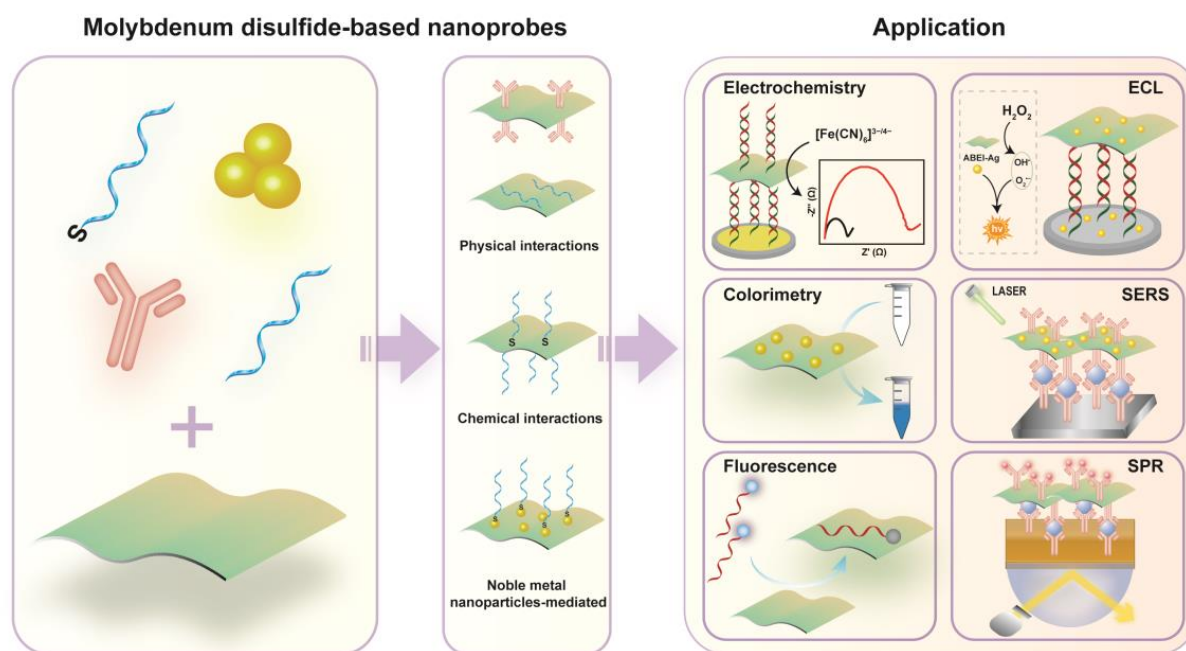 Molybdenum disulfide-based nanoprobes
Application
S
Physical interactions
S S
Chemical interactions
S S S S
Noble metal
nanoparticles-mediated
Electrochemistry
[Fe(CN)₆]³⁻/⁴⁻
-Z'' (Ω)
Z' (Ω)
ECL
H₂O₂
ABEI-Ag
OH•
O₂•⁻
hv
Colorimetry
LASER
SERS
Fluorescence
SPR